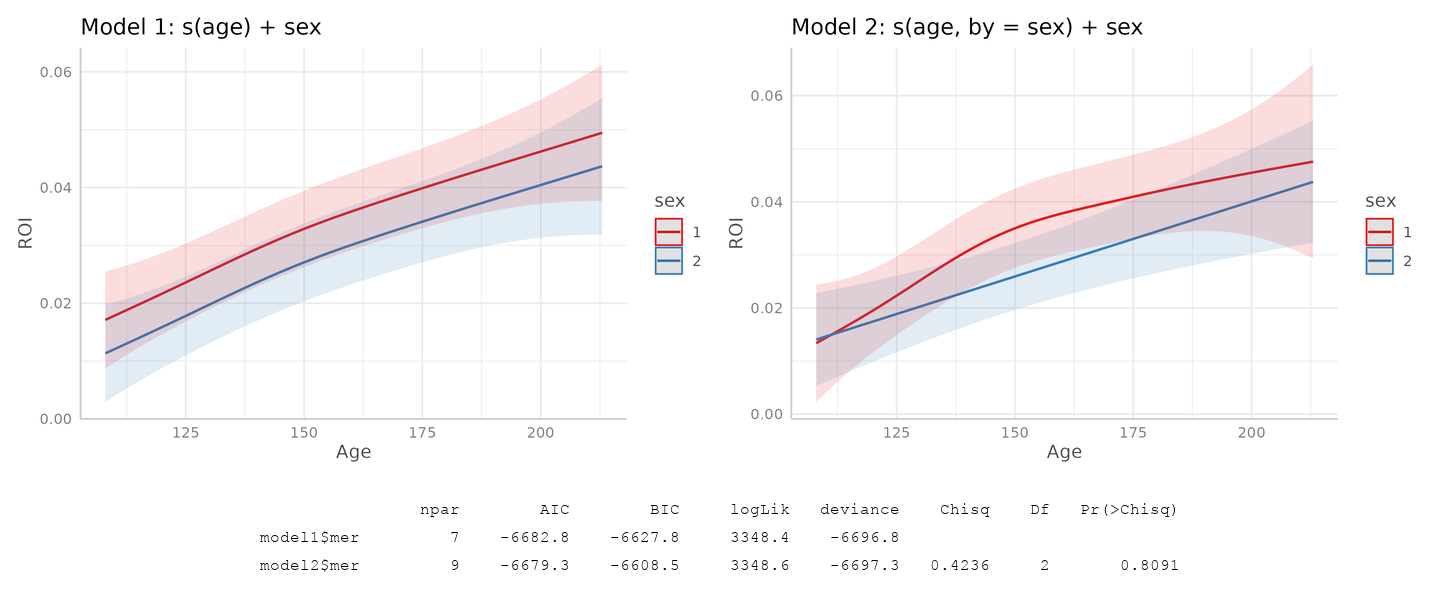 Model 1: s(age) + sex
0.06
0.04
0.02
0.00
ROI
125 150 175 200
Age
sex
1
2
Model 2: s(age, by = sex) + sex
0.06
0.04
0.02
0.00
ROI
125 150 175 200
Age
sex
1
2
npar AIC BIC logLik deviance Chisq Df Pr(>Chisq)
model1$mer 7 -6682.8 -6627.8 3348.4 -6696.8
model2$mer 9 -6679.3 -6608.5 3348.6 -6697.3 0.4236 2 0.8091